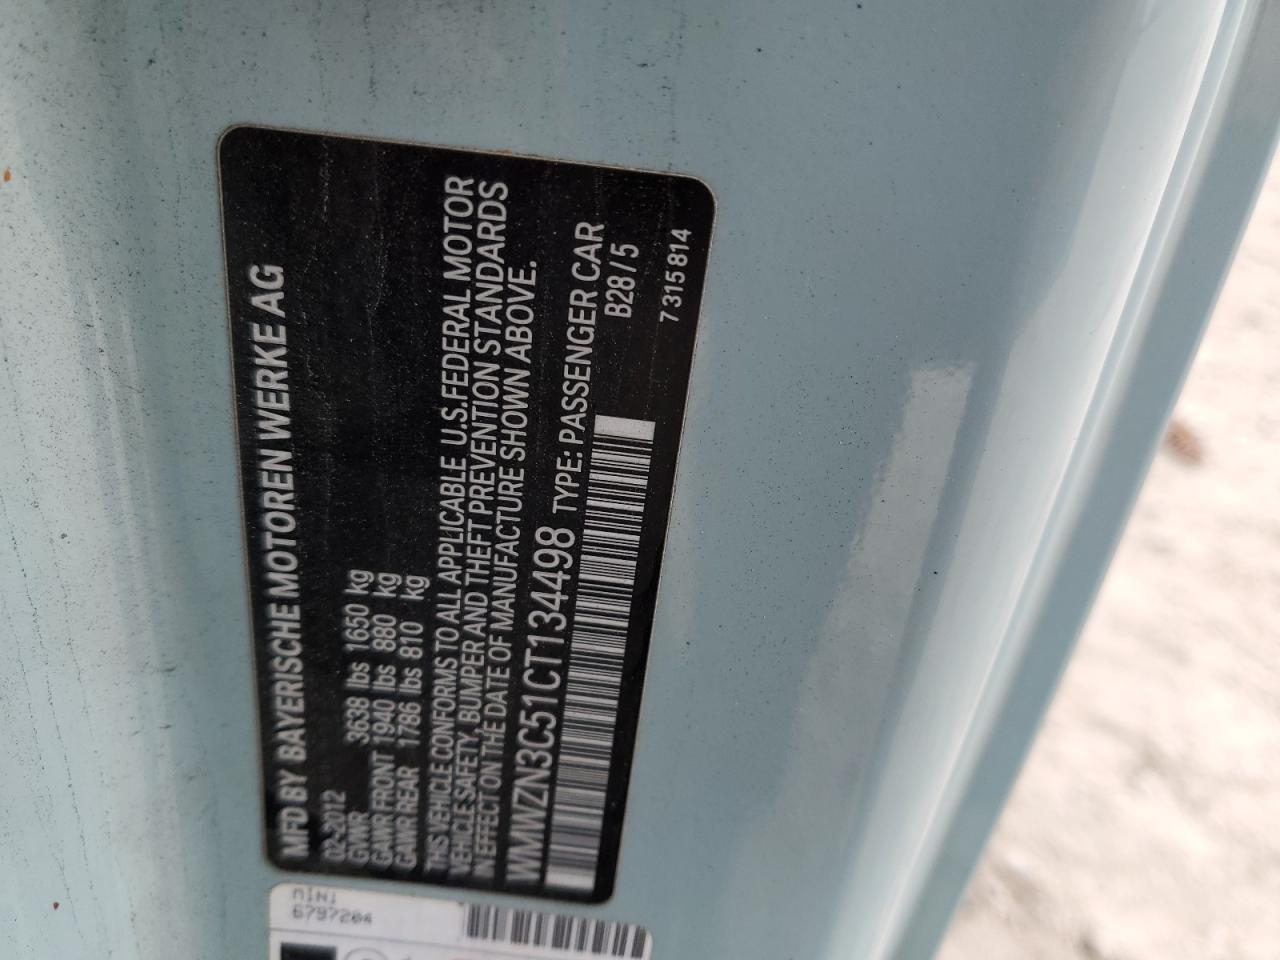 MFD BY BAYERISCHE MOTOREN WERKE AG
02-2012
GVWR 3638 lbs 1650 kg
GAWR FRONT 1940 lbs 880 kg
GAWR REAR 1786 lbs 810 kg
THIS VEHICLE CONFORMS TO ALL APPLICABLE U.S.FEDERAL MOTOR
VEHICLE SAFETY, BUMPER AND THEFT PREVENTION STANDARDS
IN EFFECT ON THE DATE OF MANUFACTURE SHOWN ABOVE.
WMWZN3C51CT134498 TYPE: PASSENGER CAR
B28/5
7315814
MINI
6797204